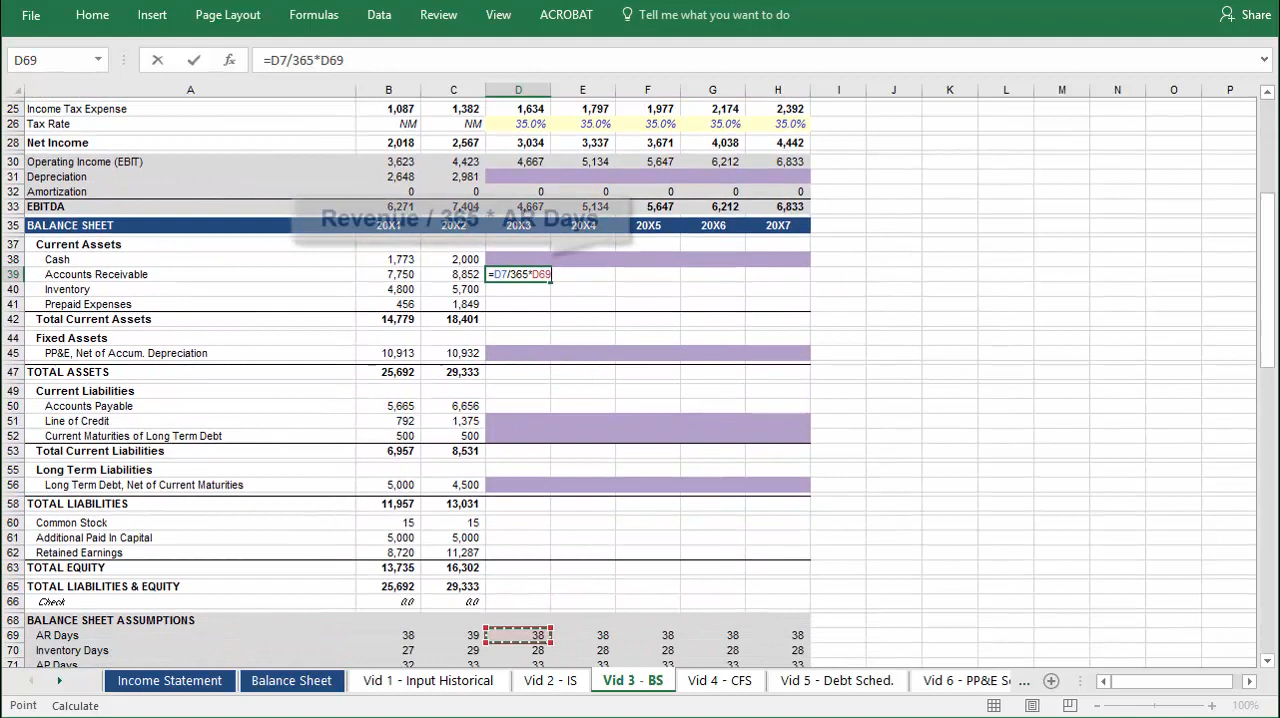 File Home Insert Page Layout Formulas Data Review View ACROBAT Tell me what you want to do Share
D69 fx =D7/365*D69
A B C D E F G H I J K L M N O P
25 Income Tax Expense 1,087 1,382 1,634 1,797 1,977 2,174 2,392
26 Tax Rate NM NM 35.0% 35.0% 35.0% 35.0% 35.0%
28 Net Income 2,018 2,567 3,034 3,337 3,671 4,038 4,442
30 Operating Income (EBIT) 3,623 4,423 4,667 5,134 5,647 6,212 6,833
31 Depreciation 2,648 2,981
32 Amortization 0 0 0 0 0 0 0
33 EBITDA 6,271 7,404 4,667 5,134 5,647 6,212 6,833
Revenue / 365 * AR Days
35 BALANCE SHEET 20X1 20X2 20X3 20X4 20X5 20X6 20X7
37 Current Assets
38 Cash 1,773 2,000
39 Accounts Receivable 7,750 8,852 =D7/365*D69
40 Inventory 4,800 5,700
41 Prepaid Expenses 456 1,849
42 Total Current Assets 14,779 18,401
44 Fixed Assets
45 PP&E, Net of Accum. Depreciation 10,913 10,932
47 TOTAL ASSETS 25,692 29,333
49 Current Liabilities
50 Accounts Payable 5,665 6,656
51 Line of Credit 792 1,375
52 Current Maturities of Long Term Debt 500 500
53 Total Current Liabilities 6,957 8,531
55 Long Term Liabilities
56 Long Term Debt, Net of Current Maturities 5,000 4,500
58 TOTAL LIABILITIES 11,957 13,031
60 Common Stock 15 15
61 Additional Paid In Capital 5,000 5,000
62 Retained Earnings 8,720 11,287
63 TOTAL EQUITY 13,735 16,302
65 TOTAL LIABILITIES & EQUITY 25,692 29,333
66 Check 0.0 0.0
68 BALANCE SHEET ASSUMPTIONS
69 AR Days 38 39 38 38 38 38 38
70 Inventory Days 27 29 28 28 28 28 28
71 AP Days 32 33 33 33 33 33 33
Income Statement Balance Sheet Vid 1 - Input Historical Vid 2 - IS Vid 3 - BS Vid 4 - CFS Vid 5 - Debt Sched. Vid 6 - PP&E S ...
Point Calculate 100%